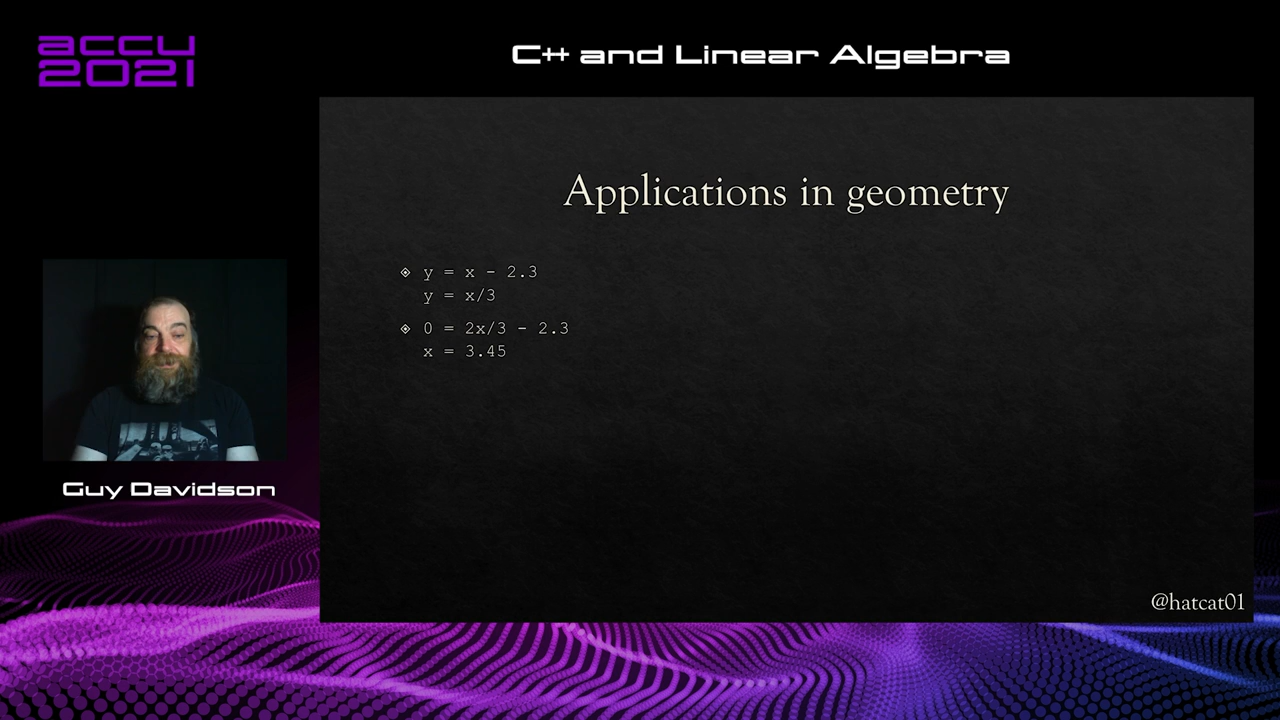 accu
2021
C++ and Linear Algebra
Applications in geometry
y = x - 2.3
y = x/3
0 = 2x/3 - 2.3
x = 3.45
Guy Davidson
@hatcat01